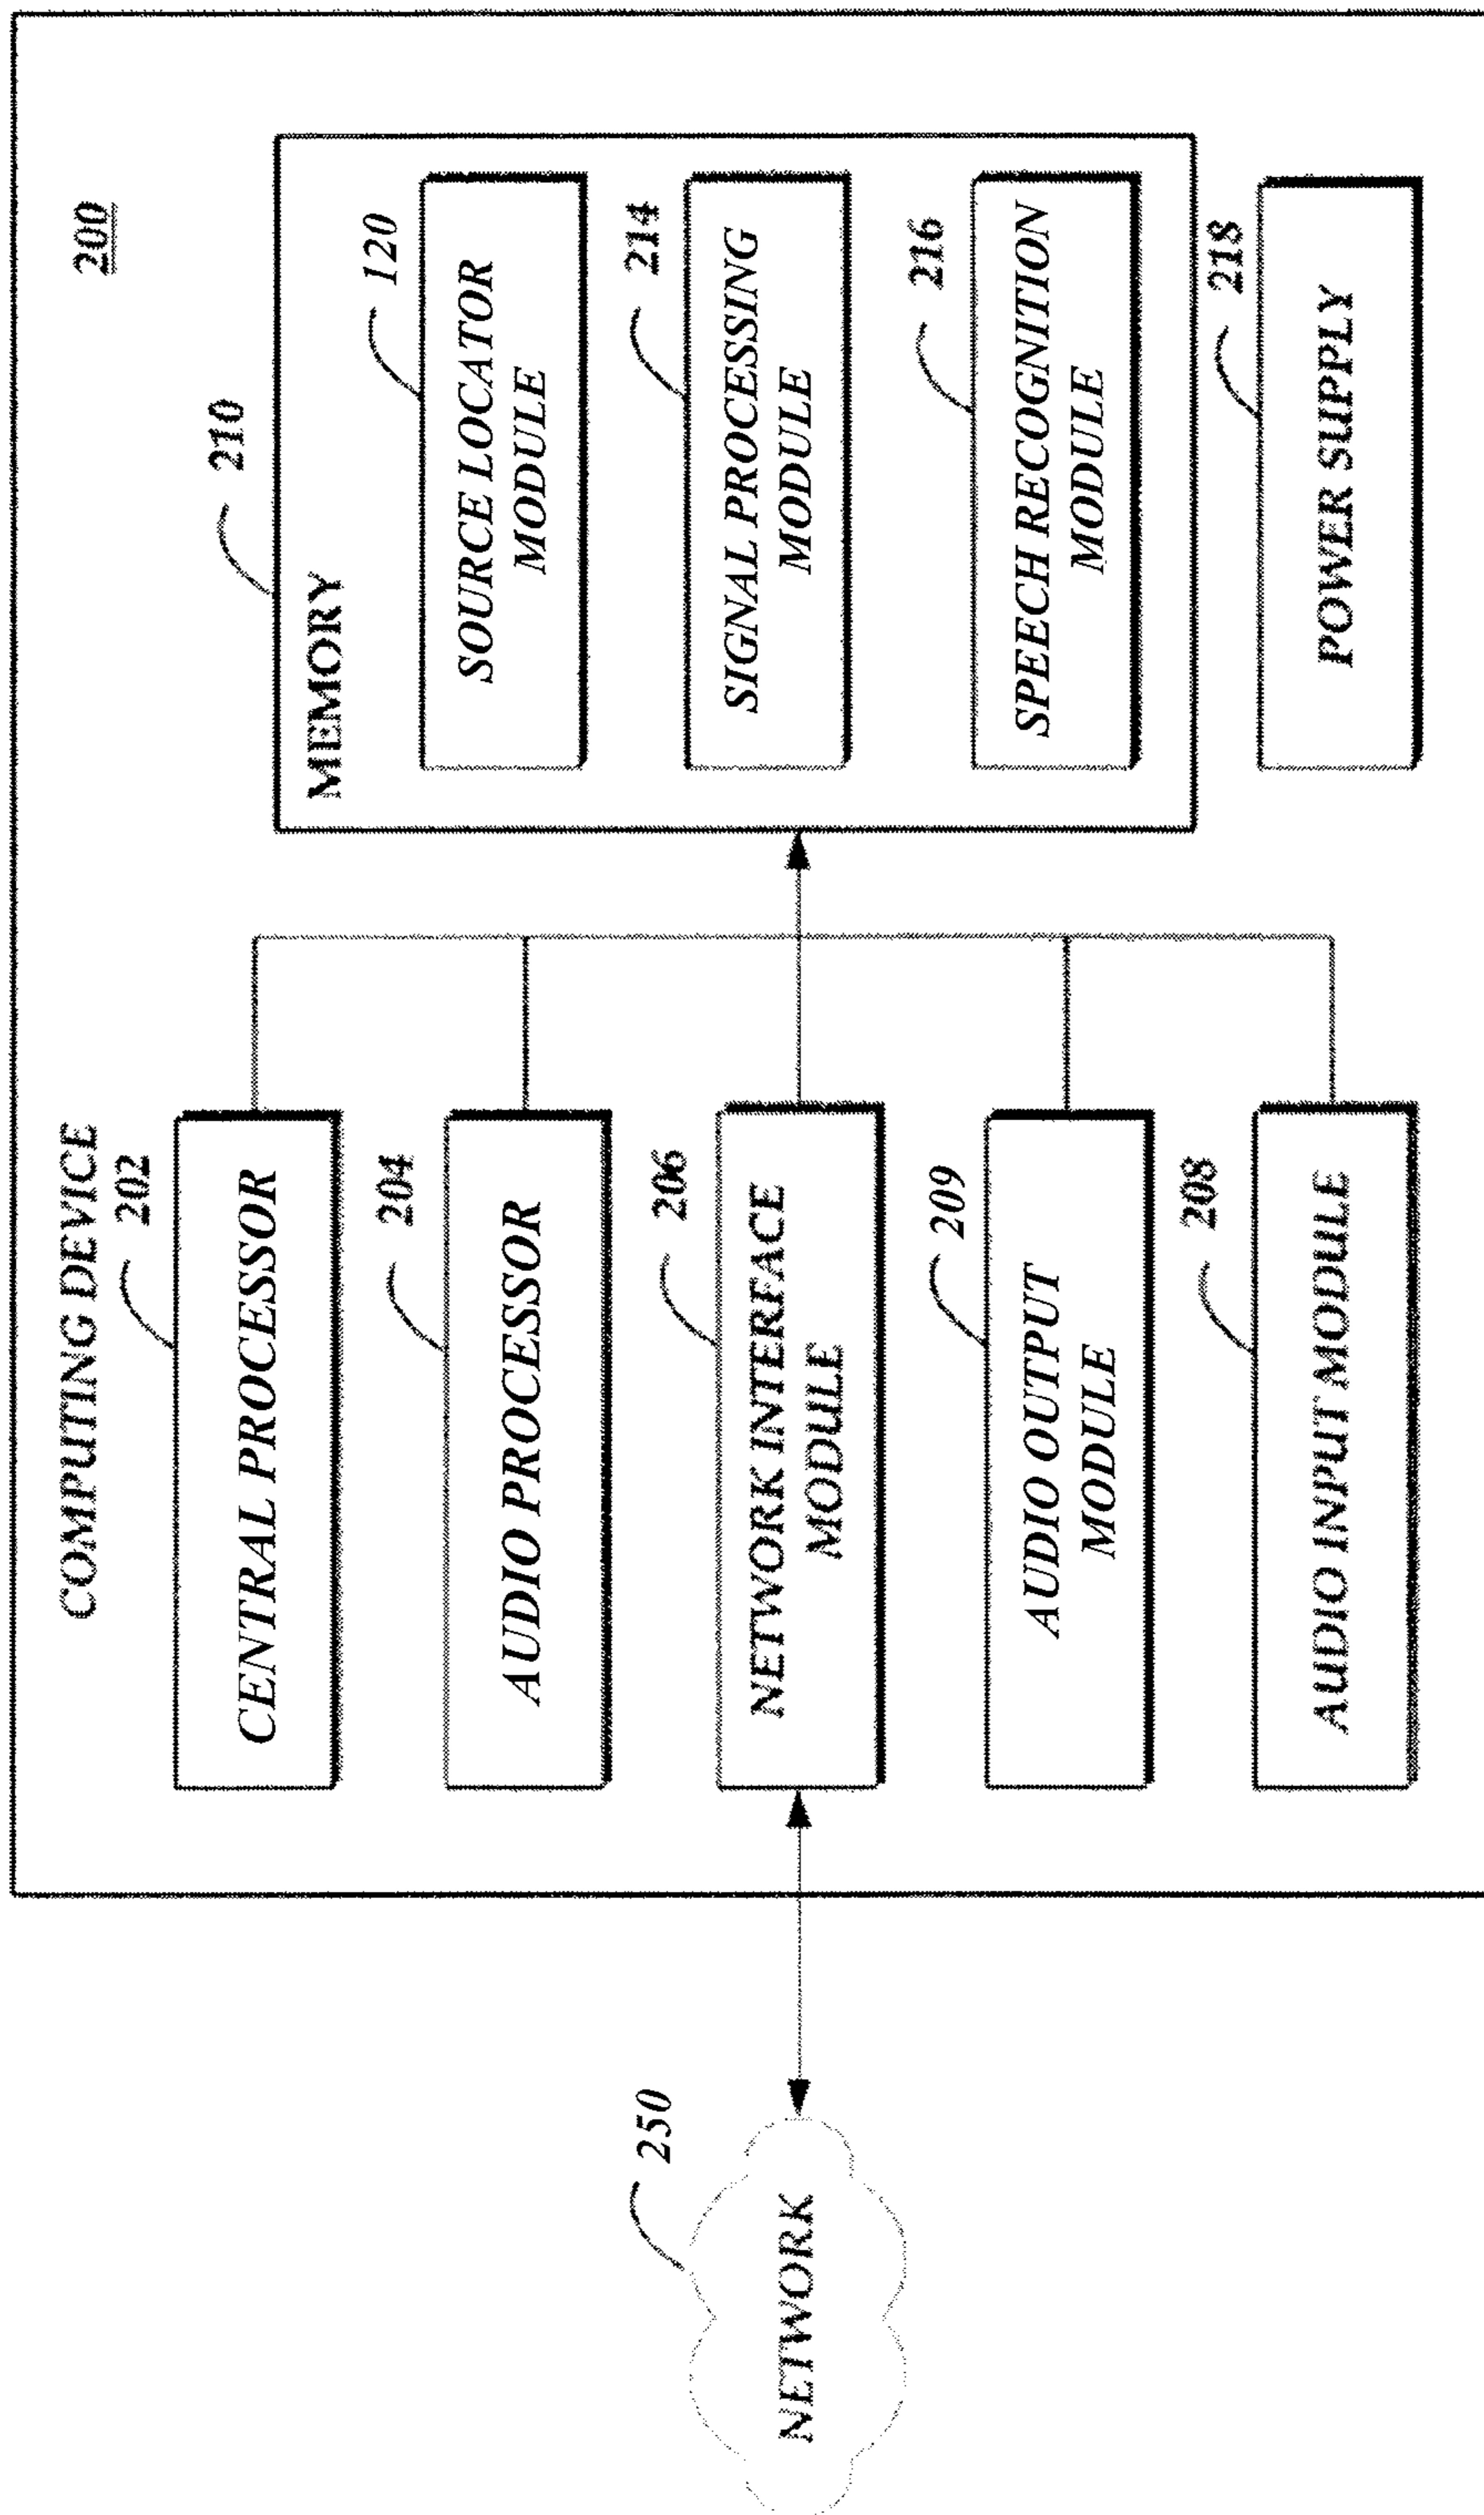 COMPUTING DEVICE
200
202
CENTRAL PROCESSOR
204
AUDIO PROCESSOR
206
NETWORK INTERFACE
MODULE
209
AUDIO OUTPUT
MODULE
208
AUDIO INPUT MODULE
210
MEMORY
120
SOURCE LOCATOR
MODULE
214
SIGNAL PROCESSING
MODULE
216
SPEECH RECOGNITION
MODULE
218
POWER SUPPLY
250
NETWORK